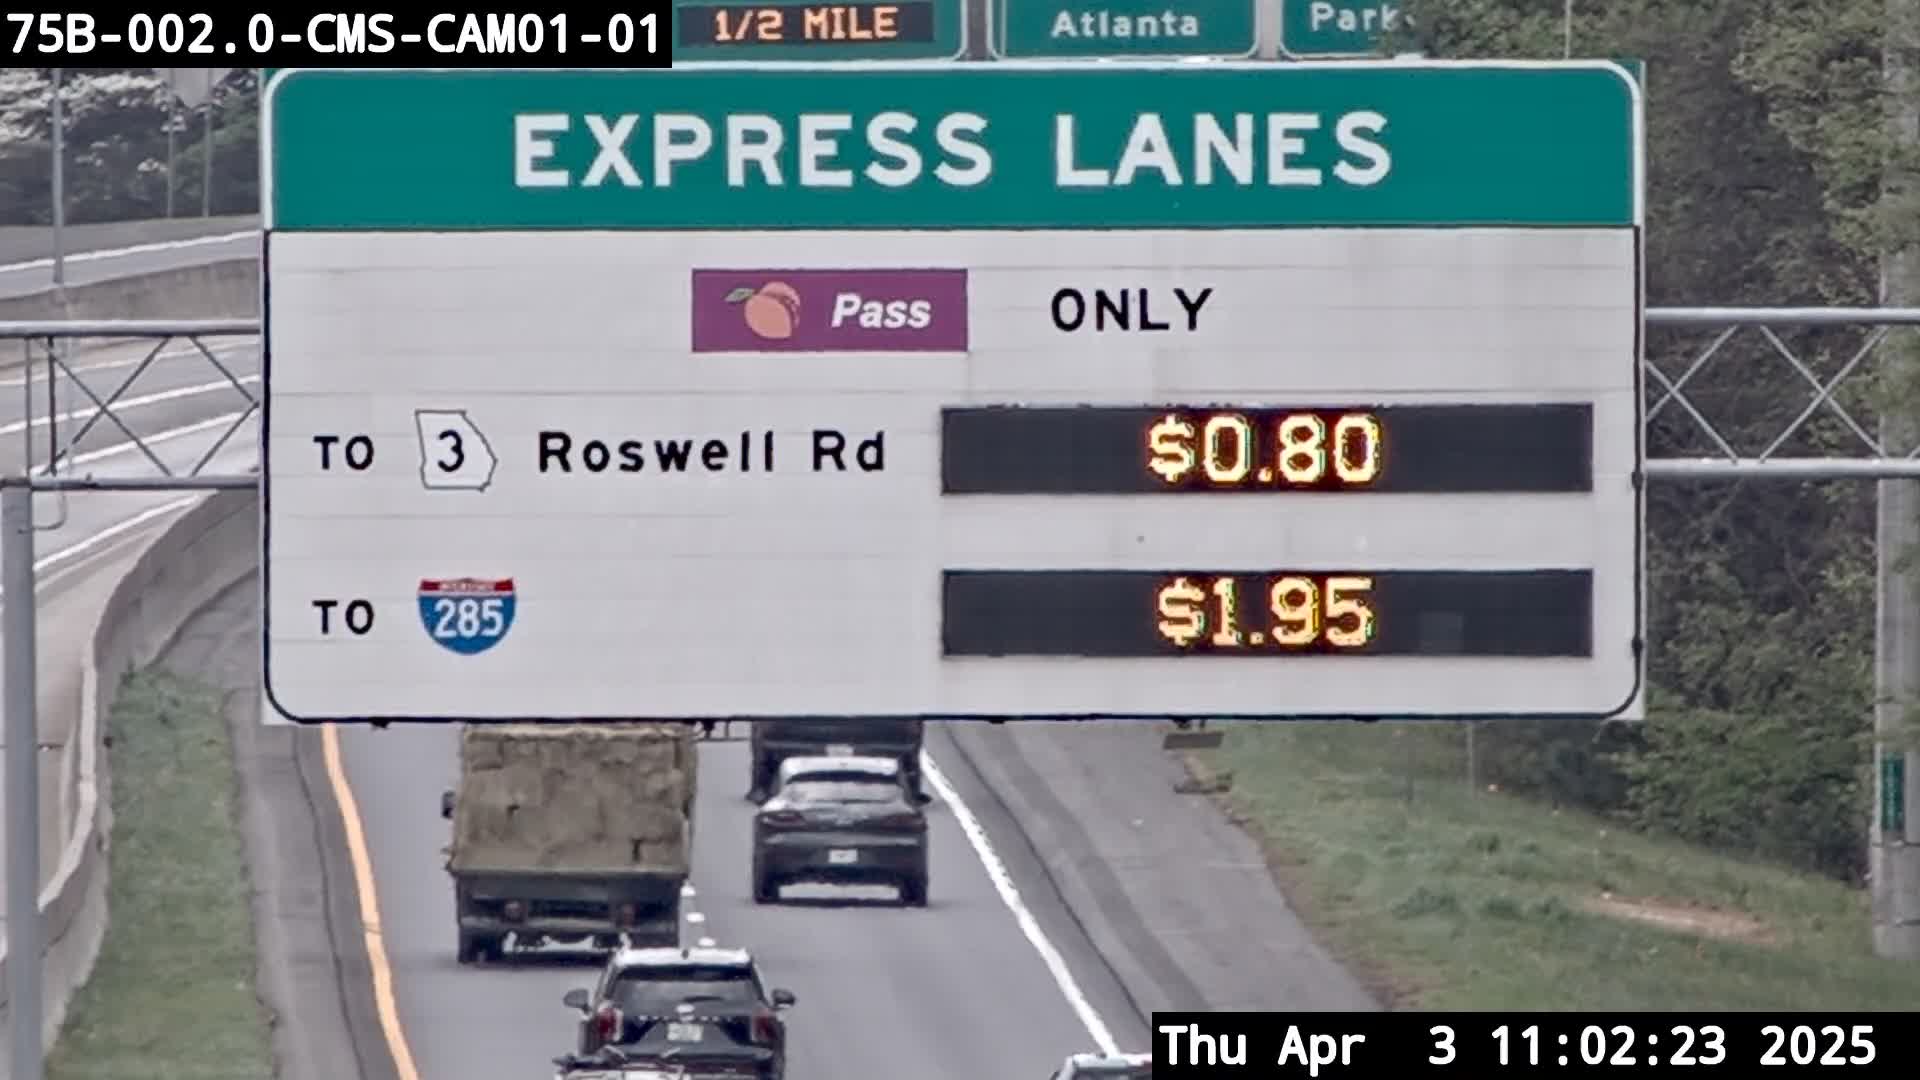 75B-002.0-CMS-CAM01-01
1/2 MILE
Atlanta
Park
EXPRESS LANES
Pass ONLY
TO 3 Roswell Rd $0.80
TO 285 $1.95
Thu Apr 3 11:02:23 2025